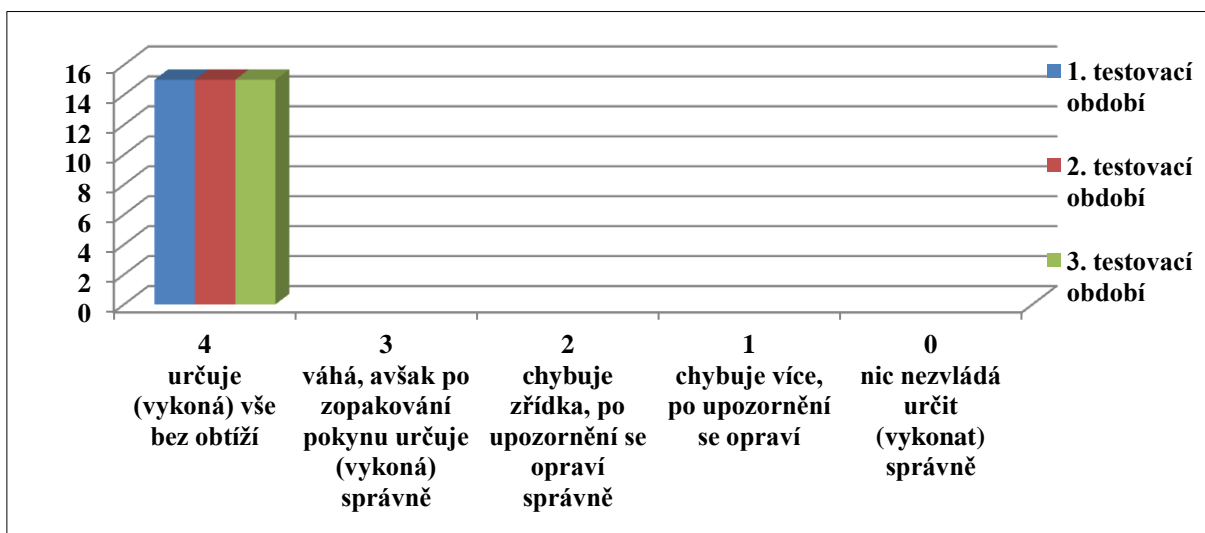 16
14
12
10
8
6
4
2
0
4
určuje
(vykoná) vše
bez obtíží
3
váhá, avšak po
zopakování
pokynu určuje
(vykoná)
správně
2
chybuje
zřídka, po
upozornění se
opraví
správně
1
chybuje více,
po upozornění
se opraví
0
nic nezvládá
určit
(vykonat)
správně
1. testovací
období
2. testovací
období
3. testovací
období